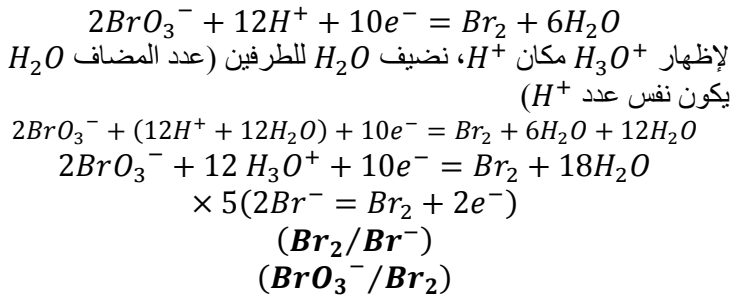 2BrO₃⁻ + 12H⁺ + 10e⁻ = Br₂ + 6H₂O
لإظهار H₃O⁺ مكان H⁺، نضيف H₂O للطرفين (عدد المضاف H₂O
يكون نفس عدد H⁺)
2BrO₃⁻ + (12H⁺ + 12H₂O) + 10e⁻ = Br₂ + 6H₂O + 12H₂O
2BrO₃⁻ + 12 H₃O⁺ + 10e⁻ = Br₂ + 18H₂O
× 5(2Br⁻ = Br₂ + 2e⁻)
(Br₂/Br⁻)
(BrO₃⁻/Br₂)